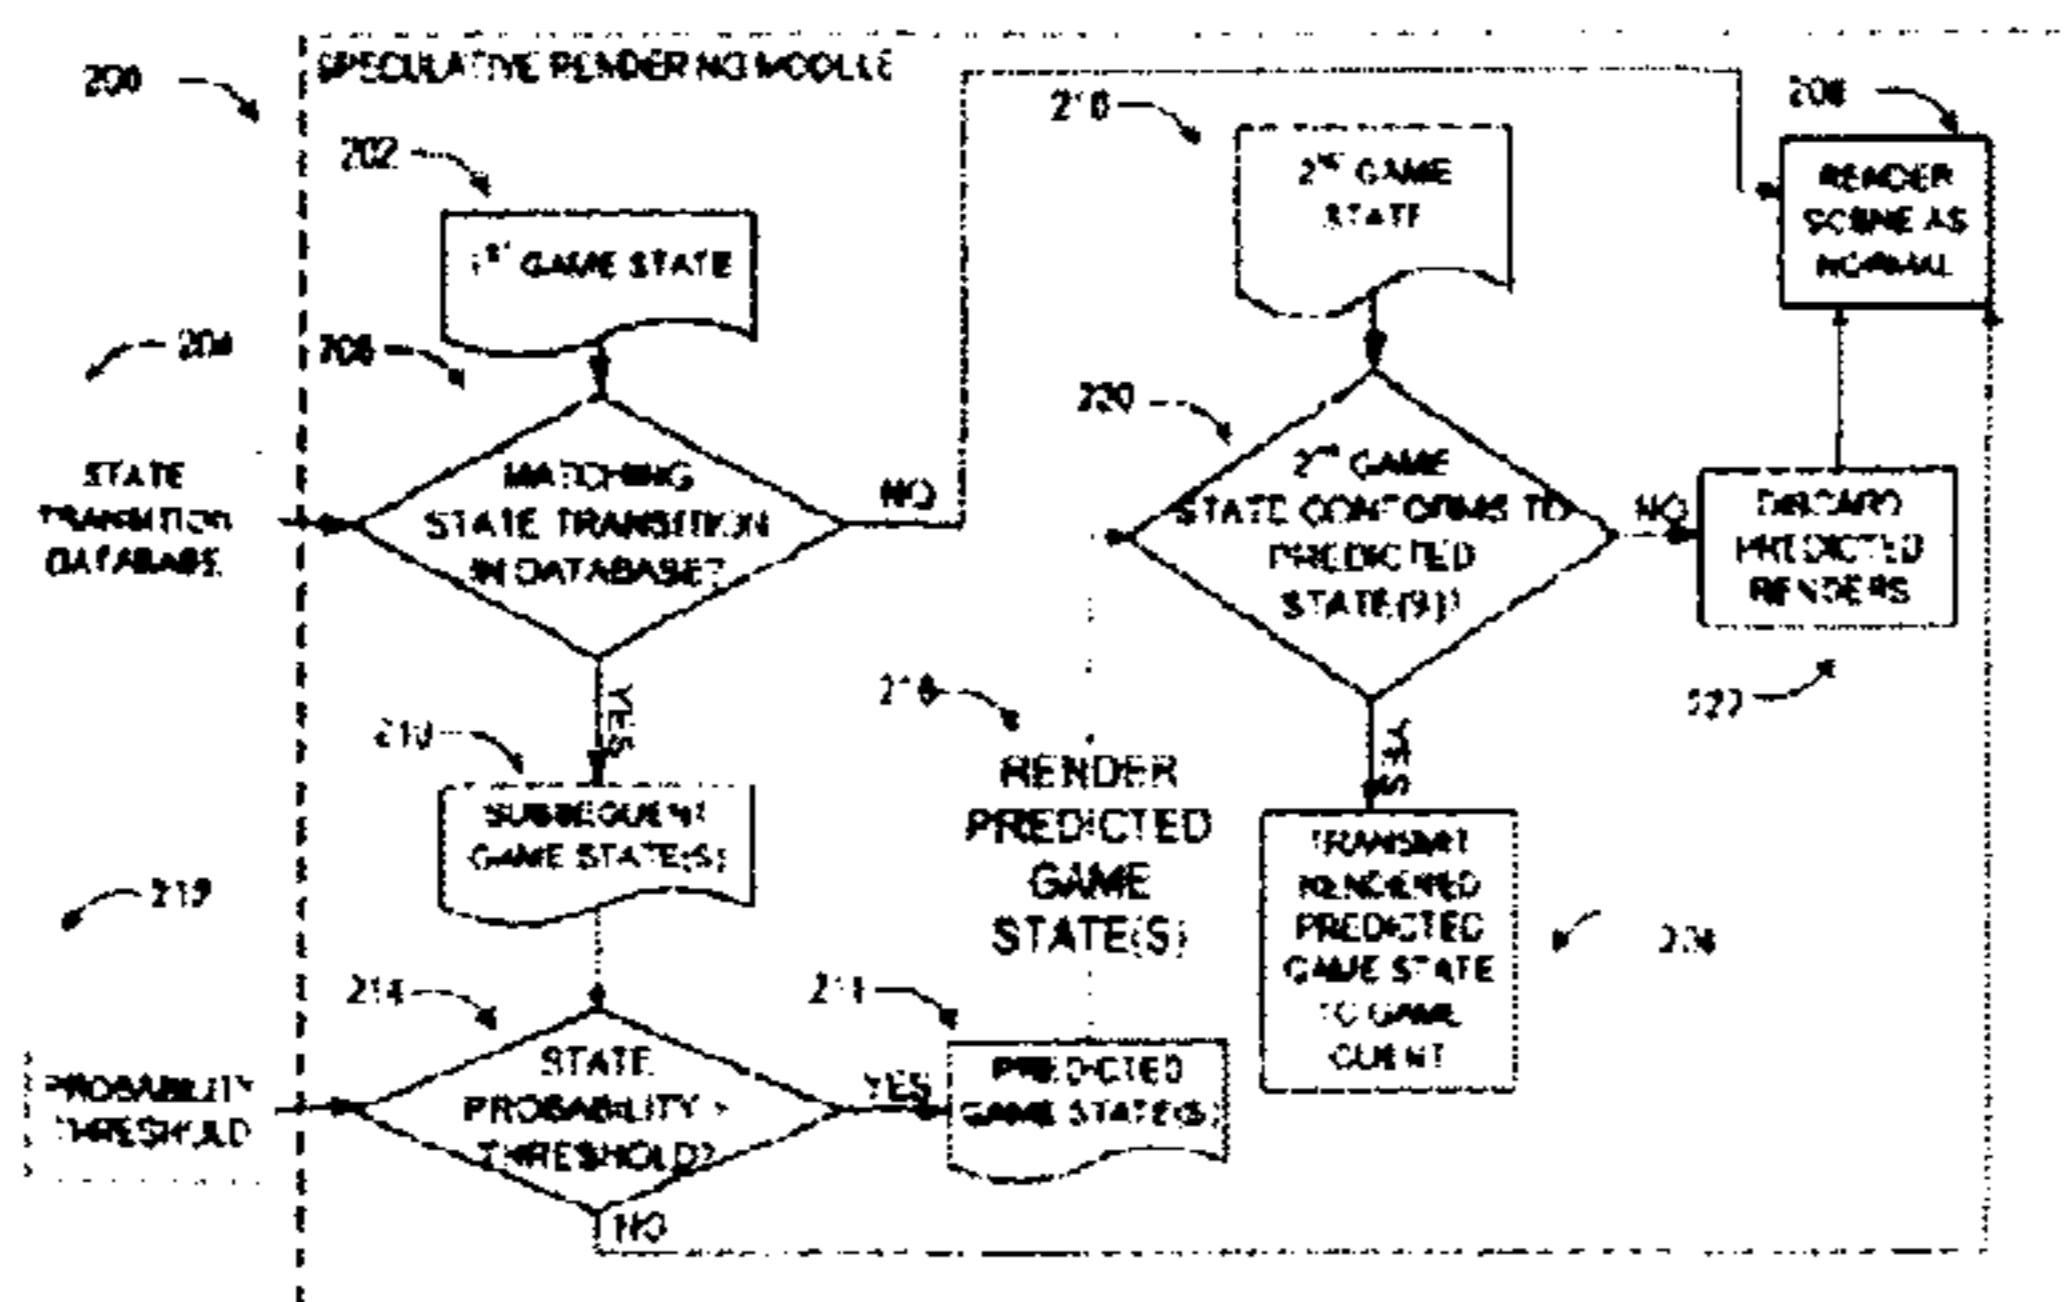 SPECULATIVE RENDERING MODULE
200
202
1ST GAME STATE
204
STATE
TRANSITION
DATABASE
MATCHING
STATE TRANSITION
IN DATABASE?
NO
YES
210
SUBSEQUENT
GAME STATE(S)
212
PROBABILITY
THRESHOLD
214
STATE
PROBABILITY >
THRESHOLD?
YES
NO
PREDICTED
GAME STATE(S)
RENDER
PREDICTED
GAME
STATE(S)
2ND GAME
STATE
220
2ND GAME
STATE CONFORMS TO
PREDICTED
STATE(S)?
NO
YES
DISCARD
PREDICTED
RENDERS
222
RENDER
SCENE AS
NORMAL
TRANSMIT
RENDERED
PREDICTED
GAME STATE
TO GAME
CLIENT